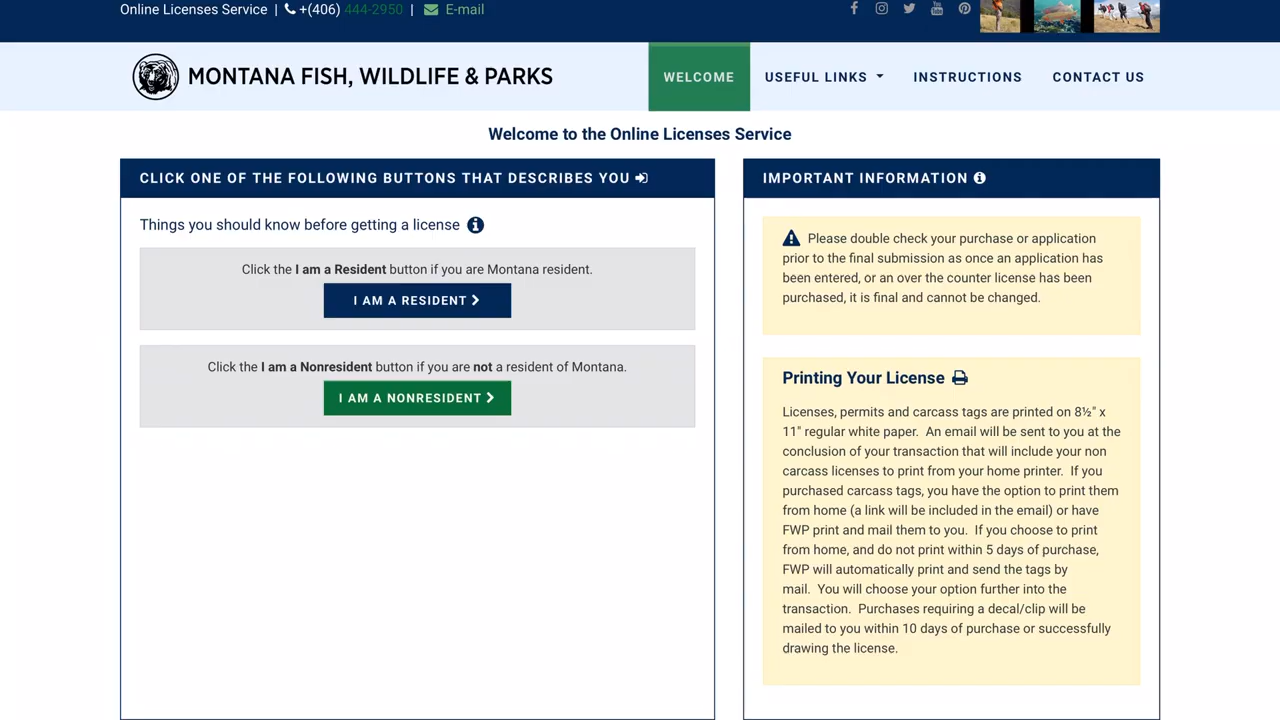 Online Licenses Service | +(406) 444-2950 | E-mail
MONTANA FISH, WILDLIFE & PARKS
WELCOME
USEFUL LINKS
INSTRUCTIONS
CONTACT US
Welcome to the Online Licenses Service
CLICK ONE OF THE FOLLOWING BUTTONS THAT DESCRIBES YOU
Things you should know before getting a license
Click the I am a Resident button if you are Montana resident.
I AM A RESIDENT
Click the I am a Nonresident button if you are not a resident of Montana.
I AM A NONRESIDENT
IMPORTANT INFORMATION
Please double check your purchase or application
prior to the final submission as once an application has
been entered, or an over the counter license has been
purchased, it is final and cannot be changed.
Printing Your License
Licenses, permits and carcass tags are printed on 8½" x
11" regular white paper. An email will be sent to you at the
conclusion of your transaction that will include your non
carcass licenses to print from your home printer. If you
purchased carcass tags, you have the option to print them
from home (a link will be included in the email) or have
FWP print and mail them to you. If you choose to print
from home, and do not print within 5 days of purchase,
FWP will automatically print and send the tags by
mail. You will choose your option further into the
transaction. Purchases requiring a decal/clip will be
mailed to you within 10 days of purchase or successfully
drawing the license.